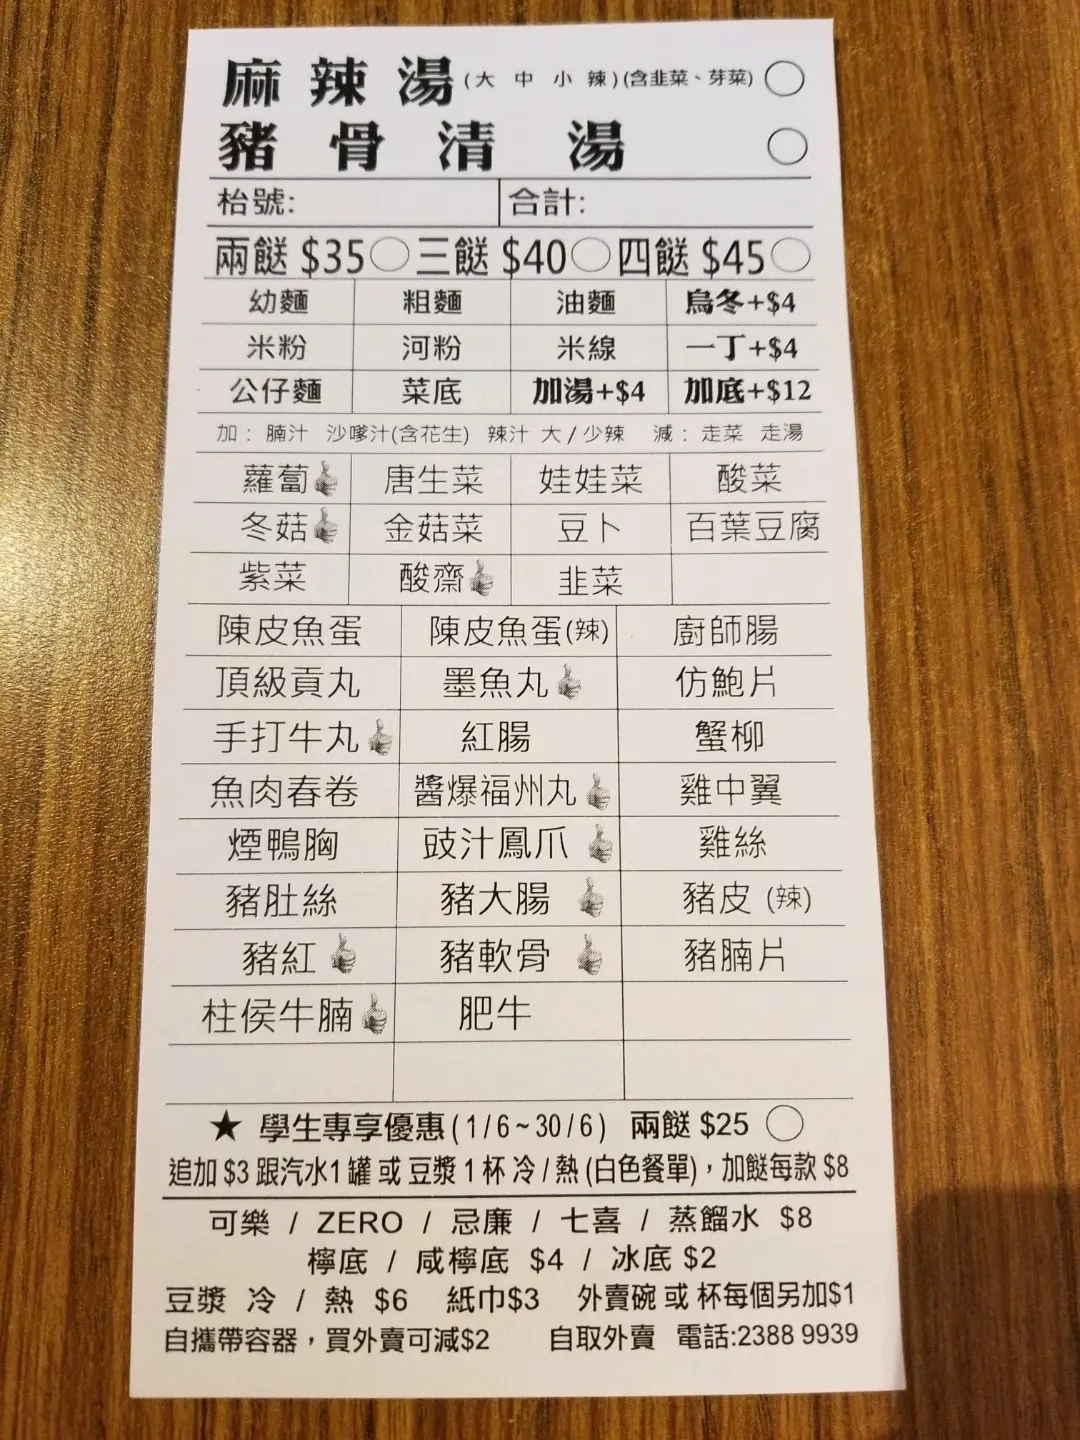 麻辣湯(大 中 小 辣)(含韭菜、芽菜)
豬骨清湯
枱號: 合計:
兩餸 $35 三餸 $40 四餸 $45
幼麵 粗麵 油麵 烏冬+$4
米粉 河粉 米線 一丁+$4
公仔麵 菜底 加湯+$4 加底+$12
加: 腩汁 沙嗲汁(含花生) 辣汁 大/少辣 減: 走菜 走湯
蘿蔔 唐生菜 娃娃菜 酸菜
冬菇 金菇菜 豆卜 百葉豆腐
紫菜 酸齋 韭菜
陳皮魚蛋 陳皮魚蛋(辣) 廚師腸
頂級貢丸 墨魚丸 仿鮑片
手打牛丸 紅腸 蟹柳
魚肉春卷 醬爆福州丸 雞中翼
煙鴨胸 豉汁鳳爪 雞絲
豬肚絲 豬大腸 豬皮 (辣)
豬紅 豬軟骨 豬腩片
柱侯牛腩 肥牛
★ 學生專享優惠(1/6~30/6) 兩餸 $25
追加 $3 跟汽水1罐 或 豆漿1杯 冷/熱 (白色餐單),加餸每款 $8
可樂 / ZERO / 忌廉 / 七喜 / 蒸餾水 $8
檸底 / 咸檸底 $4 / 冰底 $2
豆漿 冷 / 熱 $6 紙巾$3 外賣碗 或 杯每個另加$1
自攜帶容器,買外賣可減$2 自取外賣 電話:2388 9939